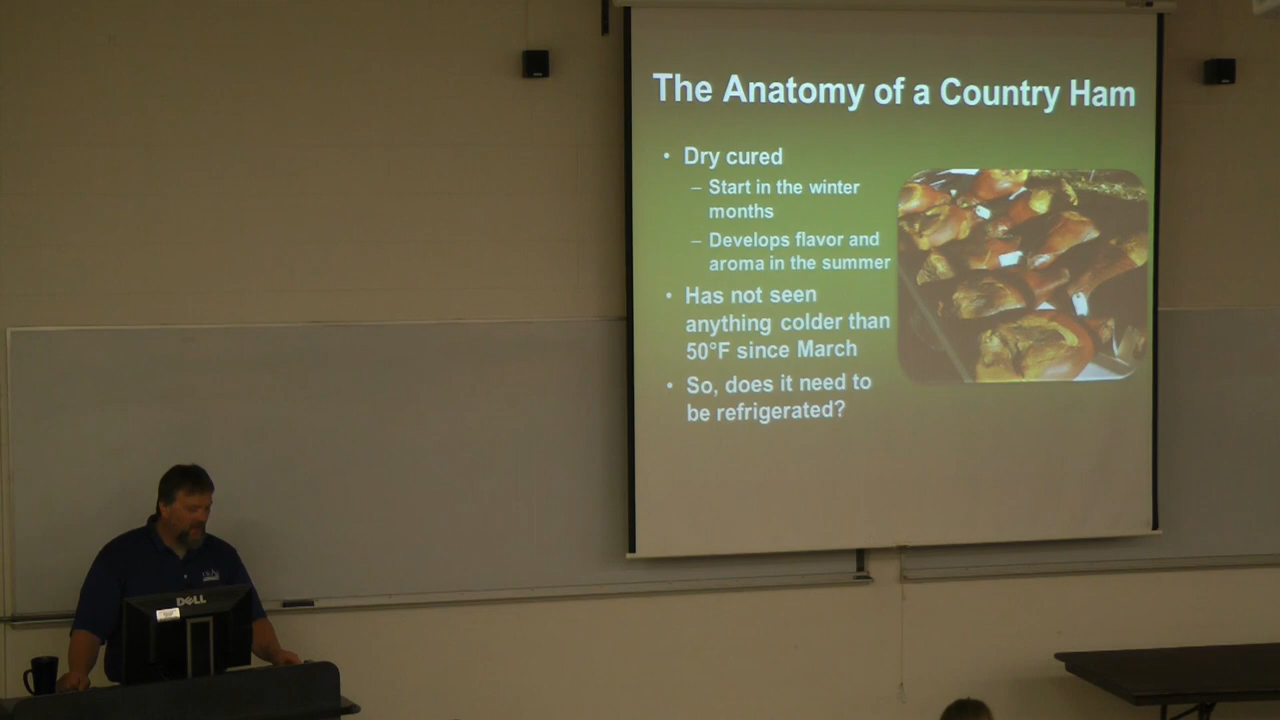 The Anatomy of a Country Ham
• Dry cured
– Start in the winter
months
– Develops flavor and
aroma in the summer
• Has not seen
anything colder than
50°F since March
• So, does it need to
be refrigerated?
DELL